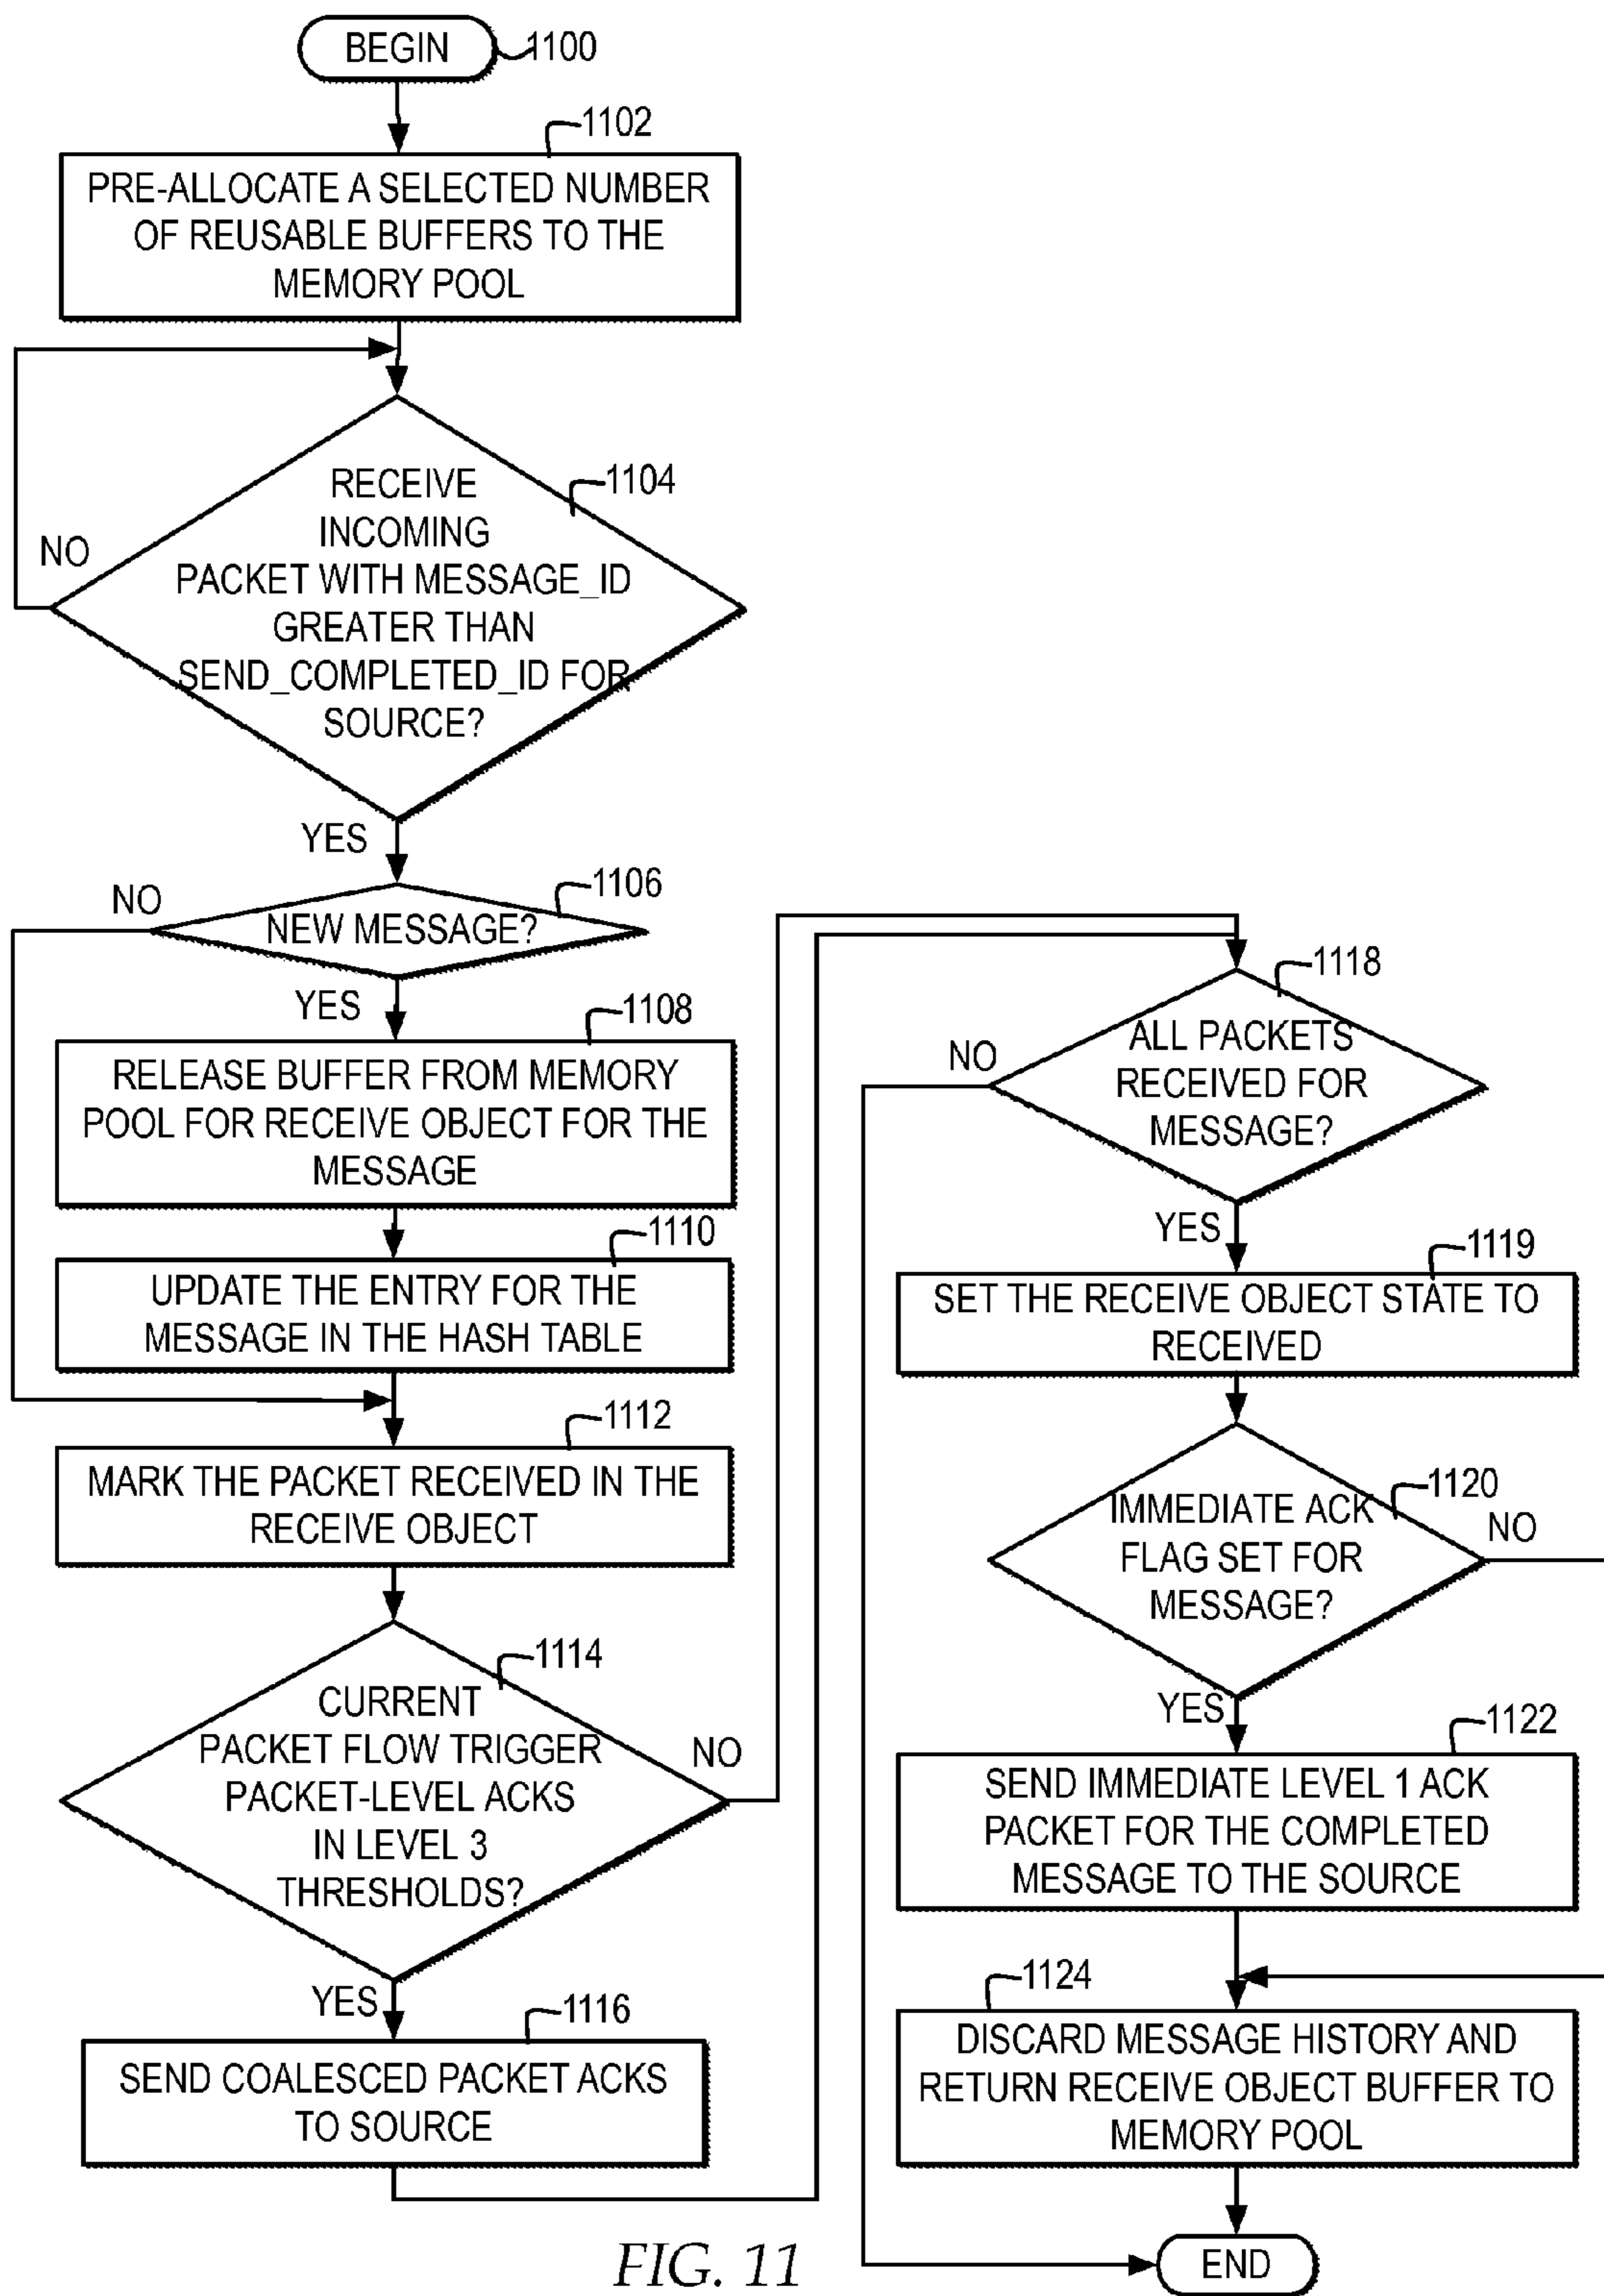 BEGIN
1100
1102
PRE-ALLOCATE A SELECTED NUMBER
OF REUSABLE BUFFERS TO THE
MEMORY POOL
1104
RECEIVE
INCOMING
PACKET WITH MESSAGE_ID
GREATER THAN
SEND_COMPLETED_ID FOR
SOURCE?
NO
YES
1106
NEW MESSAGE?
NO
YES
1108
RELEASE BUFFER FROM MEMORY
POOL FOR RECEIVE OBJECT FOR THE
MESSAGE
1110
UPDATE THE ENTRY FOR THE
MESSAGE IN THE HASH TABLE
1112
MARK THE PACKET RECEIVED IN THE
RECEIVE OBJECT
1114
CURRENT
PACKET FLOW TRIGGER
PACKET-LEVEL ACKS
IN LEVEL 3
THRESHOLDS?
NO
YES
1116
SEND COALESCED PACKET ACKS
TO SOURCE
1118
ALL PACKETS
RECEIVED FOR
MESSAGE?
NO
YES
1119
SET THE RECEIVE OBJECT STATE TO
RECEIVED
1120
IMMEDIATE ACK
FLAG SET FOR
MESSAGE?
NO
YES
1122
SEND IMMEDIATE LEVEL 1 ACK
PACKET FOR THE COMPLETED
MESSAGE TO THE SOURCE
1124
DISCARD MESSAGE HISTORY AND
RETURN RECEIVE OBJECT BUFFER TO
MEMORY POOL
END
FIG. 11